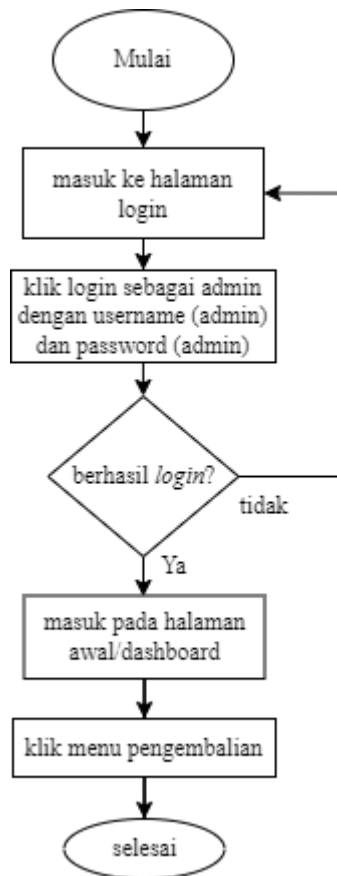 Mulai
masuk ke halaman
login
klik login sebagai admin
dengan username (admin)
dan password (admin)
berhasil login?
tidak
Ya
masuk pada halaman
awal/dashboard
klik menu pengembalian
selesai